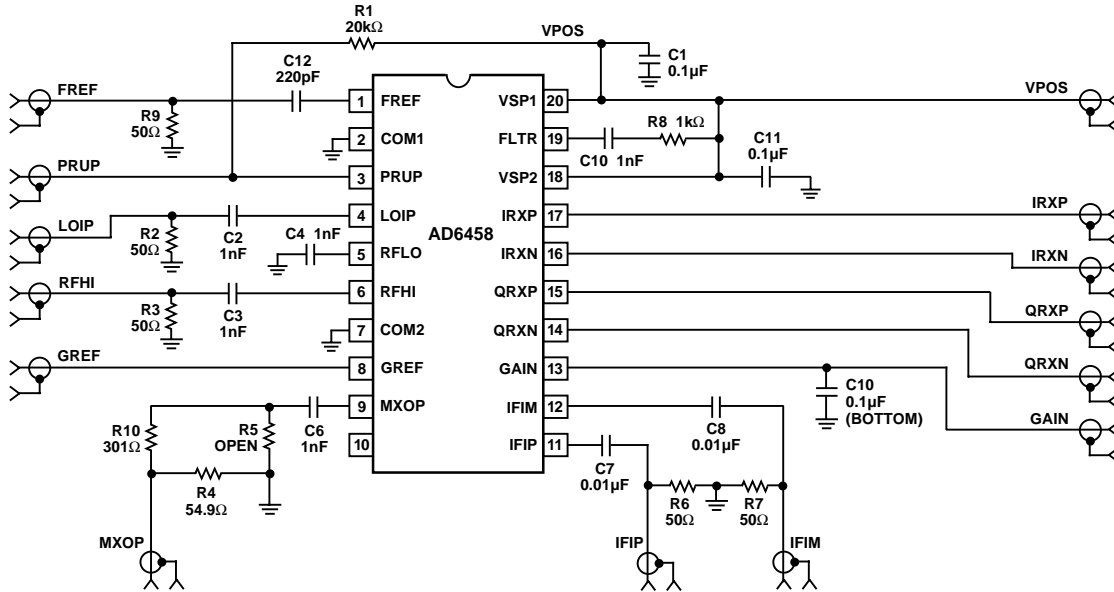 R1
20kΩ
VPOS
C12
220pF
C1
0.1µF
FREF
R9
50Ω
PRUP
LOIP
R2
50Ω
C2
1nF
C4 1nF
RFHI
R3
50Ω
C3
1nF
GREF
1 FREF
2 COM1
3 PRUP
4 LOIP
5 RFLO
6 RFHI
7 COM2
8 GREF
9 MXOP
10
AD6458
VSP1 20
FLTR 19
VSP2 18
IRXP 17
IRXN 16
QRXP 15
QRXN 14
GAIN 13
IFIM 12
IFIP 11
R8 1kΩ
C10 1nF
C11
0.1µF
VPOS
IRXP
IRXN
QRXP
QRXN
GAIN
C10
0.1µF
(BOTTOM)
C8
0.01µF
C7
0.01µF
R6
50Ω
R7
50Ω
R10
301Ω
R5
OPEN
C6
1nF
R4
54.9Ω
MXOP
IFIP
IFIM